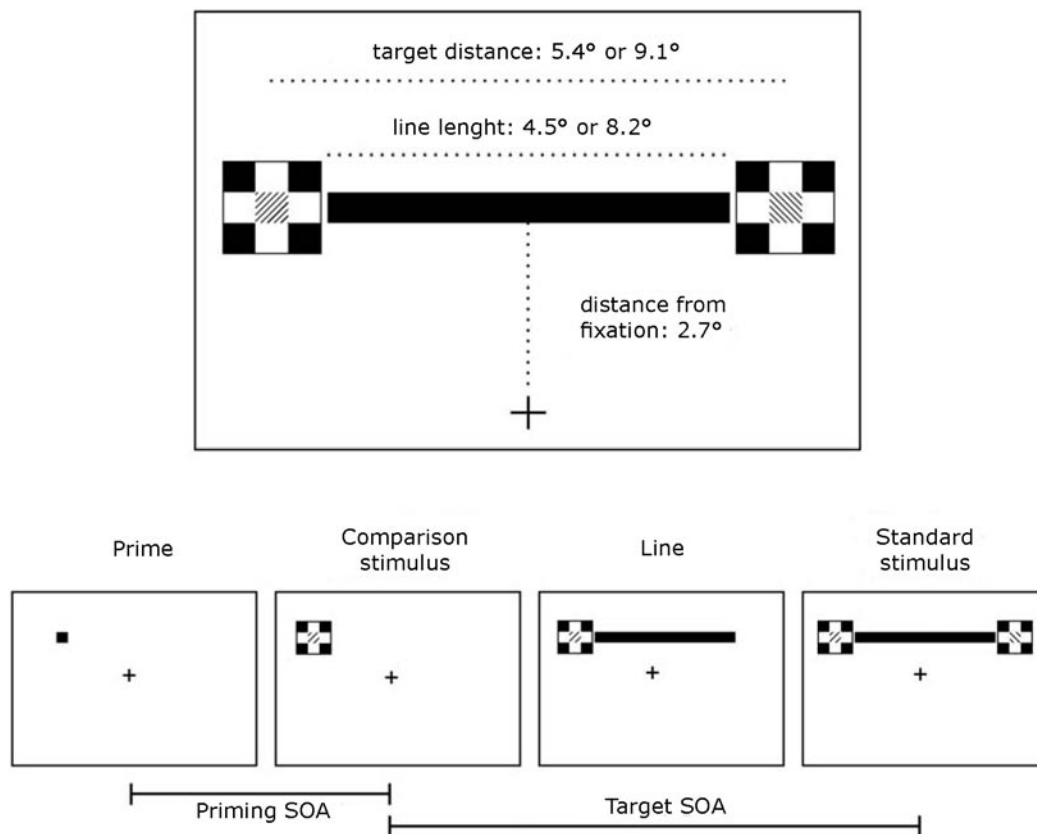 target distance: 5.4° or 9.1°
line lenght: 4.5° or 8.2°
distance from
fixation: 2.7°
Prime
Comparison
stimulus
Line
Standard
stimulus
Priming SOA
Target SOA